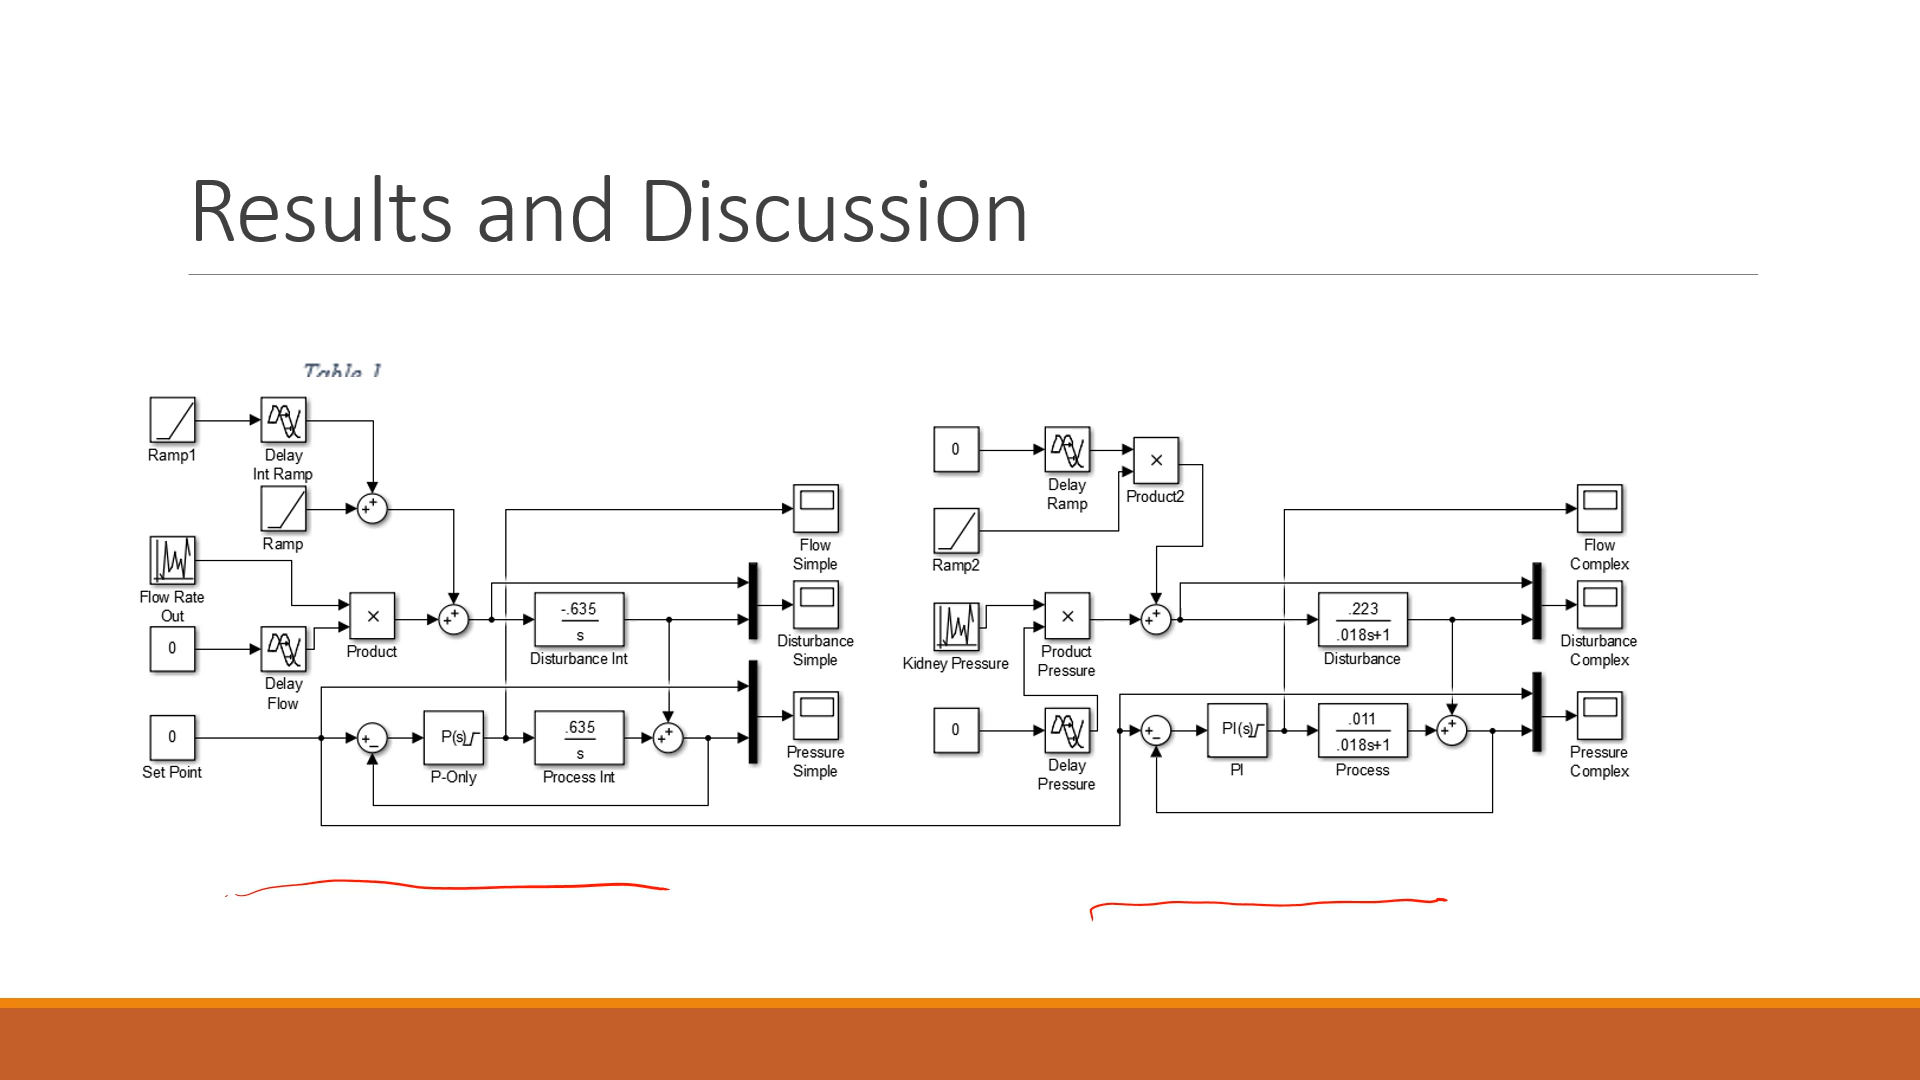 Results and Discussion
Table 1
Ramp1
Delay
Int Ramp
Ramp
Flow Rate
Out
0
Delay
Flow
×
Product
-.635
s
Disturbance Int
0
Set Point
+
−
P(s)
P-Only
.635
s
Process Int
+
+
+
+
+
+
Flow
Simple
Disturbance
Simple
Pressure
Simple
0
Delay
Ramp
×
Product2
Ramp2
Kidney Pressure
×
Product
Pressure
0
Delay
Pressure
+
+
.223
.018s+1
Disturbance
+
−
PI(s)
PI
.011
.018s+1
Process
+
+
Flow
Complex
Disturbance
Complex
Pressure
Complex